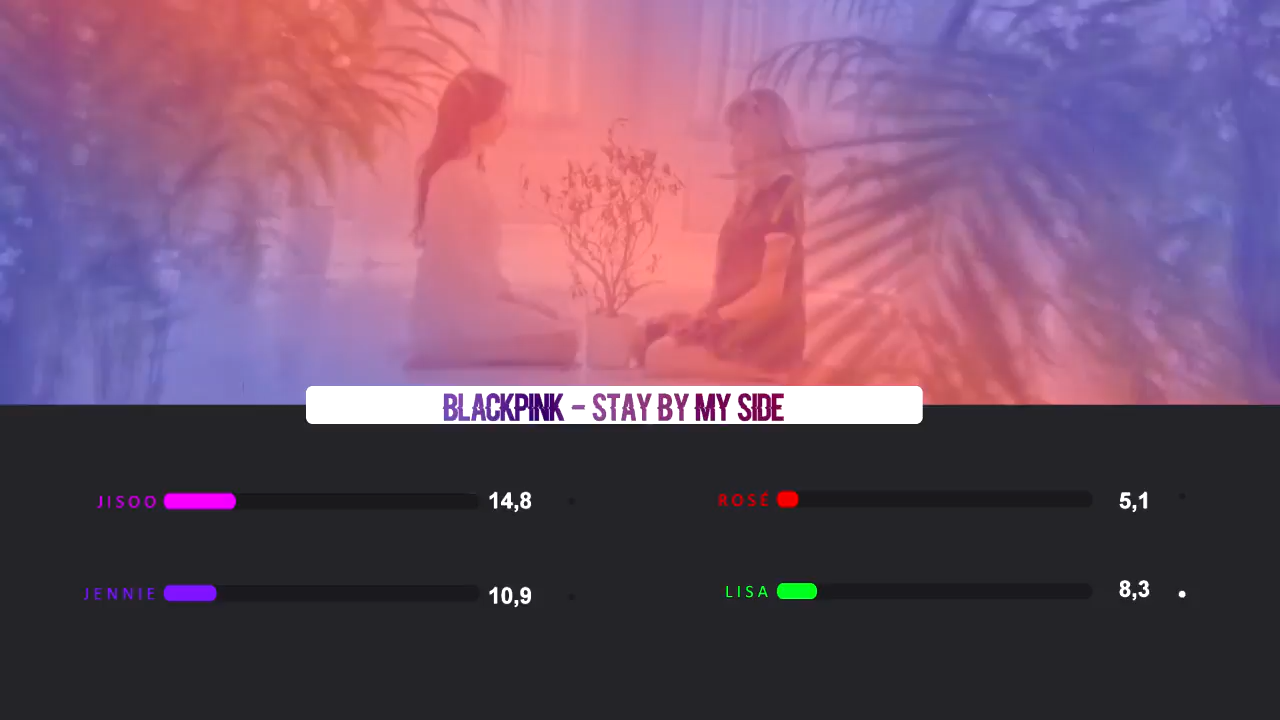 BLACKPINK – STAY BY MY SIDE
JISOO 14,8
ROSÉ 5,1
JENNIE 10,9
LISA 8,3